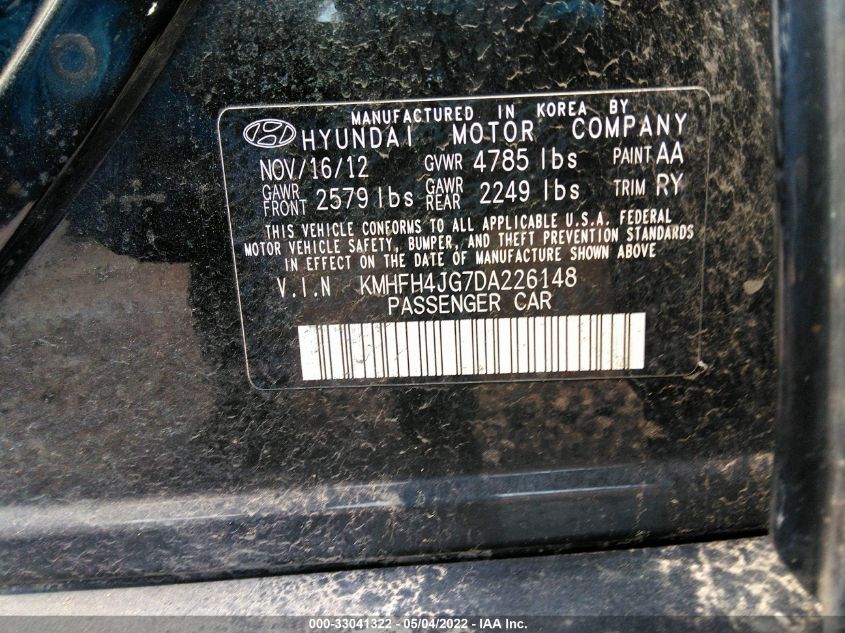 MANUFACTURED IN KOREA BY
HYUNDAI MOTOR COMPANY
NOV/16/12 GVWR 4785 lbs PAINT AA
GAWR FRONT 2579 lbs GAWR REAR 2249 lbs TRIM RY
THIS VEHICLE CONFORMS TO ALL APPLICABLE U.S.A. FEDERAL
MOTOR VEHICLE SAFETY, BUMPER, AND THEFT PREVENTION STANDARDS
IN EFFECT ON THE DATE OF MANUFACTURE SHOWN ABOVE
V.I.N KMHFH4JG7DA226148
PASSENGER CAR
000-33041322 - 05/04/2022 - IAA Inc.